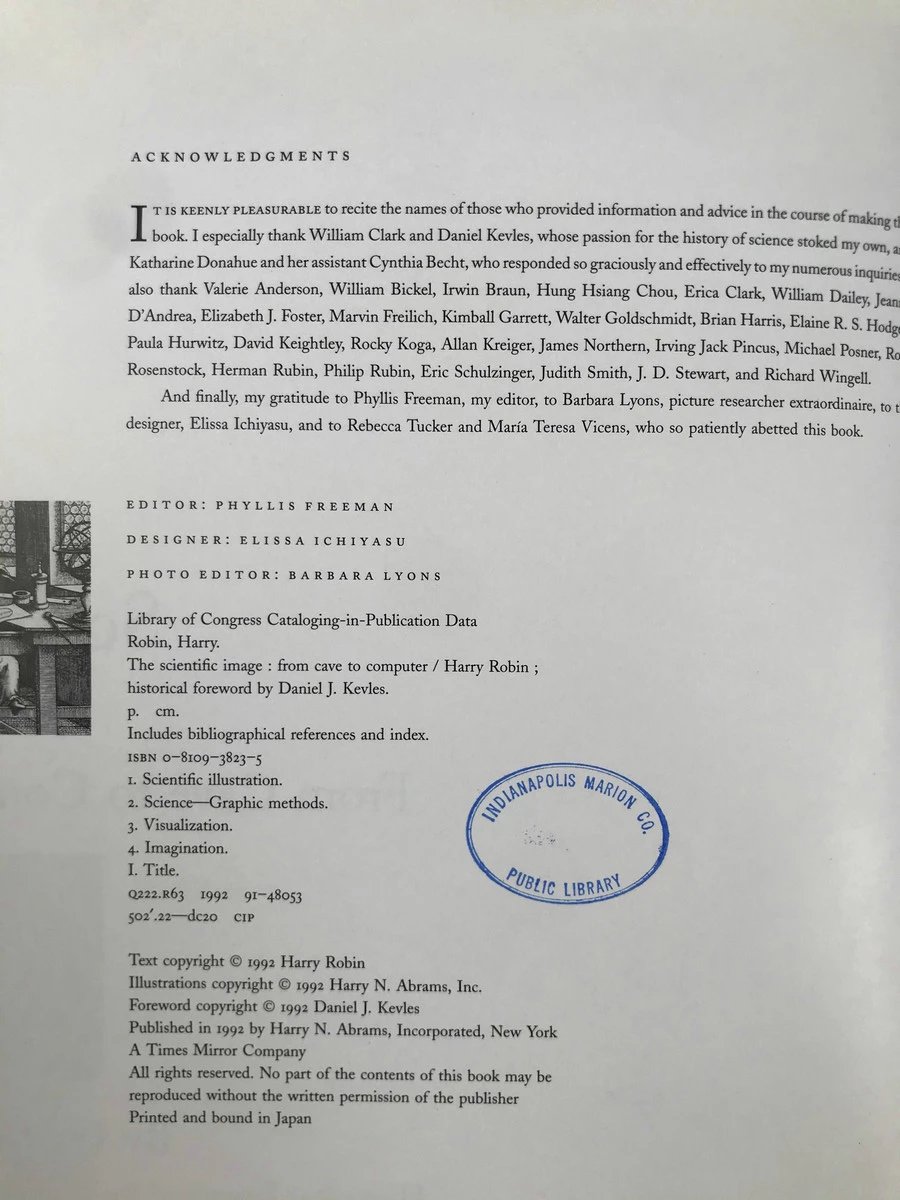 ACKNOWLEDGMENTS
IT IS KEENLY PLEASURABLE to recite the names of those who provided information and advice in the course of making
book. I especially thank William Clark and Daniel Kevles, whose passion for the history of science stoked my own,
Katharine Donahue and her assistant Cynthia Becht, who responded so graciously and effectively to my numerous inquiries
also thank Valerie Anderson, William Bickel, Irwin Braun, Hung Hsiang Chou, Erica Clark, William Dailey, Jean
D'Andrea, Elizabeth J. Foster, Marvin Freilich, Kimball Garrett, Walter Goldschmidt, Brian Harris, Elaine R. S. Hodg
Paula Hurwitz, David Keightley, Rocky Koga, Allan Kreiger, James Northern, Irving Jack Pincus, Michael Posner, Ro
Rosenstock, Herman Rubin, Philip Rubin, Eric Schulzinger, Judith Smith, J. D. Stewart, and Richard Wingell.
And finally, my gratitude to Phyllis Freeman, my editor, to Barbara Lyons, picture researcher extraordinaire, to
designer, Elissa Ichiyasu, and to Rebecca Tucker and María Teresa Vicens, who so patiently abetted this book.
EDITOR: PHYLLIS FREEMAN
DESIGNER: ELISSA ICHIYASU
PHOTO EDITOR: BARBARA LYONS
Library of Congress Cataloging-in-Publication Data
Robin, Harry.
The scientific image : from cave to computer / Harry Robin ;
historical foreword by Daniel J. Kevles.
p. cm.
Includes bibliographical references and index.
ISBN 0-8109-3823-5
1. Scientific illustration.
2. Science—Graphic methods.
3. Visualization.
4. Imagination.
I. Title.
Q222.R63 1992 91-48053
502'.22—dc20 CIP
INDIANAPOLIS MARION CO.
PUBLIC LIBRARY
Text copyright © 1992 Harry Robin
Illustrations copyright © 1992 Harry N. Abrams, Inc.
Foreword copyright © 1992 Daniel J. Kevles
Published in 1992 by Harry N. Abrams, Incorporated, New York
A Times Mirror Company
All rights reserved. No part of the contents of this book may be
reproduced without the written permission of the publisher
Printed and bound in Japan